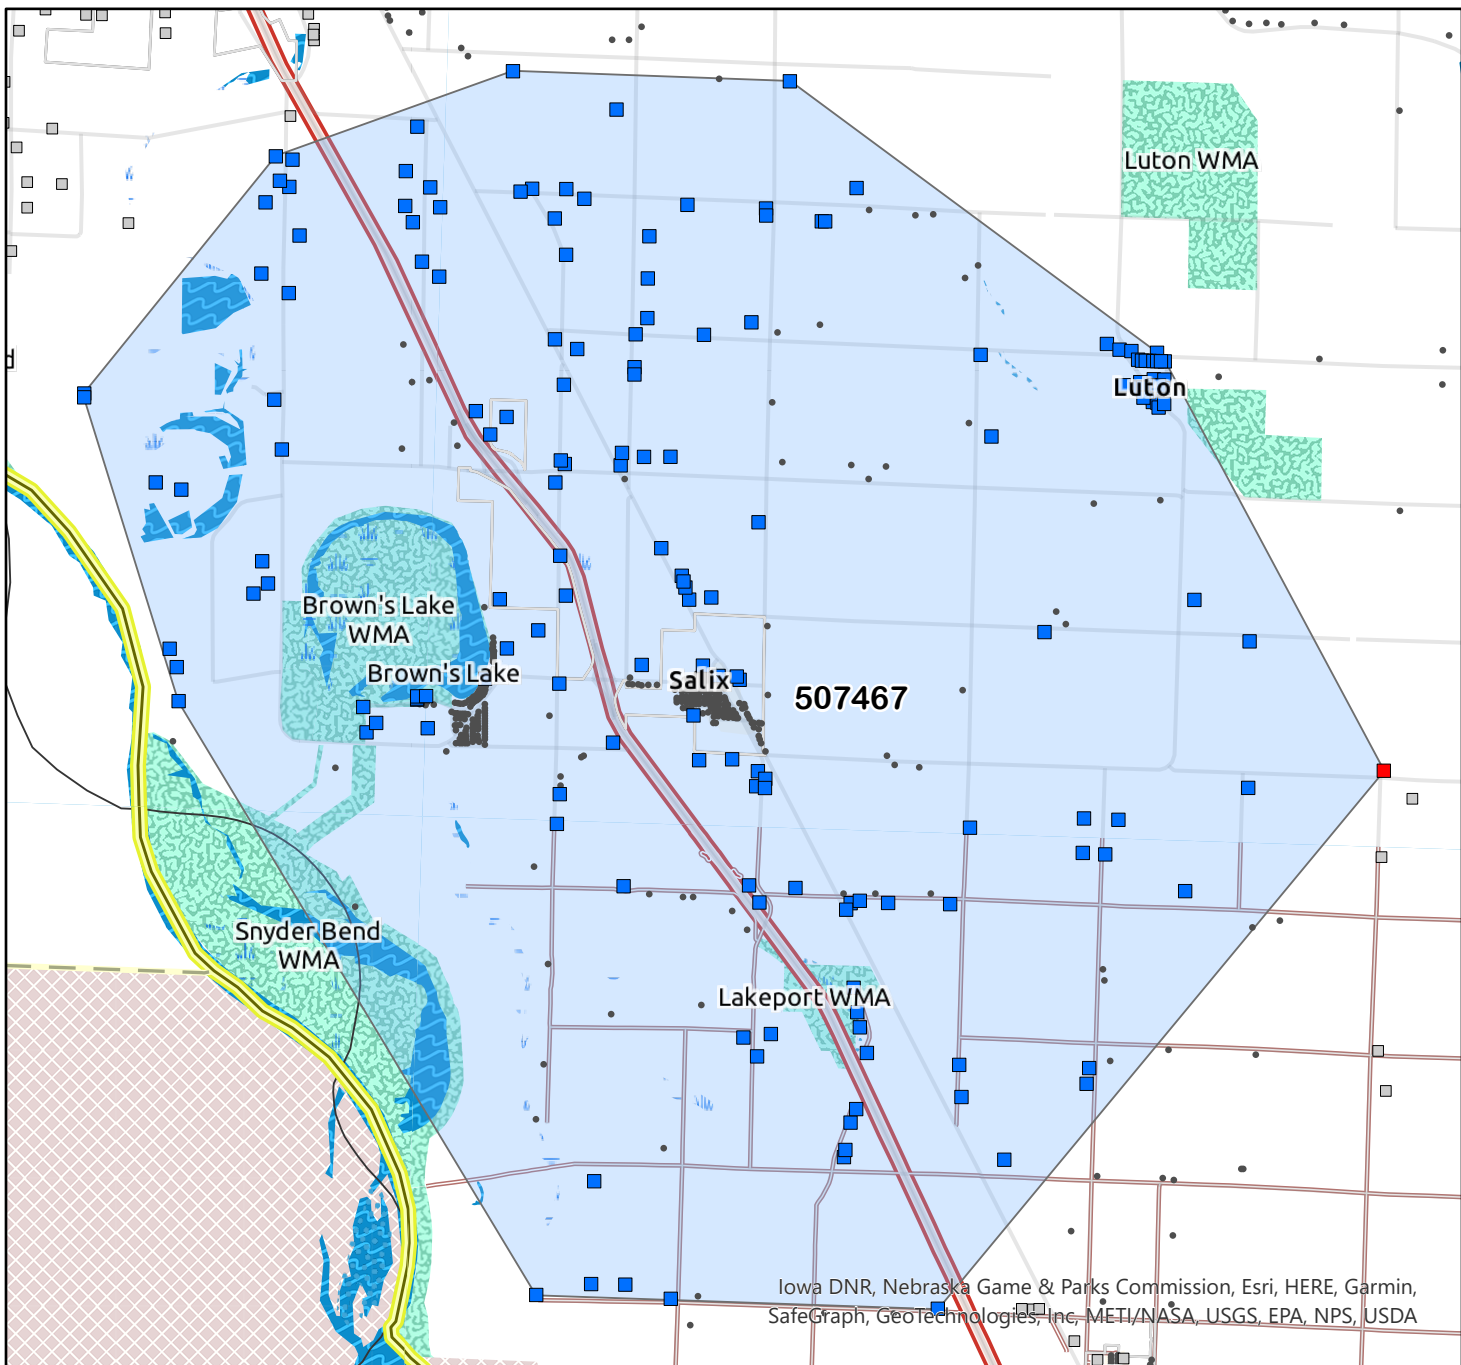 Luton WMA
d
Luton
Brown's Lake
WMA
Brown's Lake
Salix
507467
Snyder Bend
WMA
Lakeport WMA
Iowa DNR, Nebraska Game & Parks Commission, Esri, HERE, Garmin,
SafeGraph, GeoTechnologies, Inc, METI/NASA, USGS, EPA, NPS, USDA